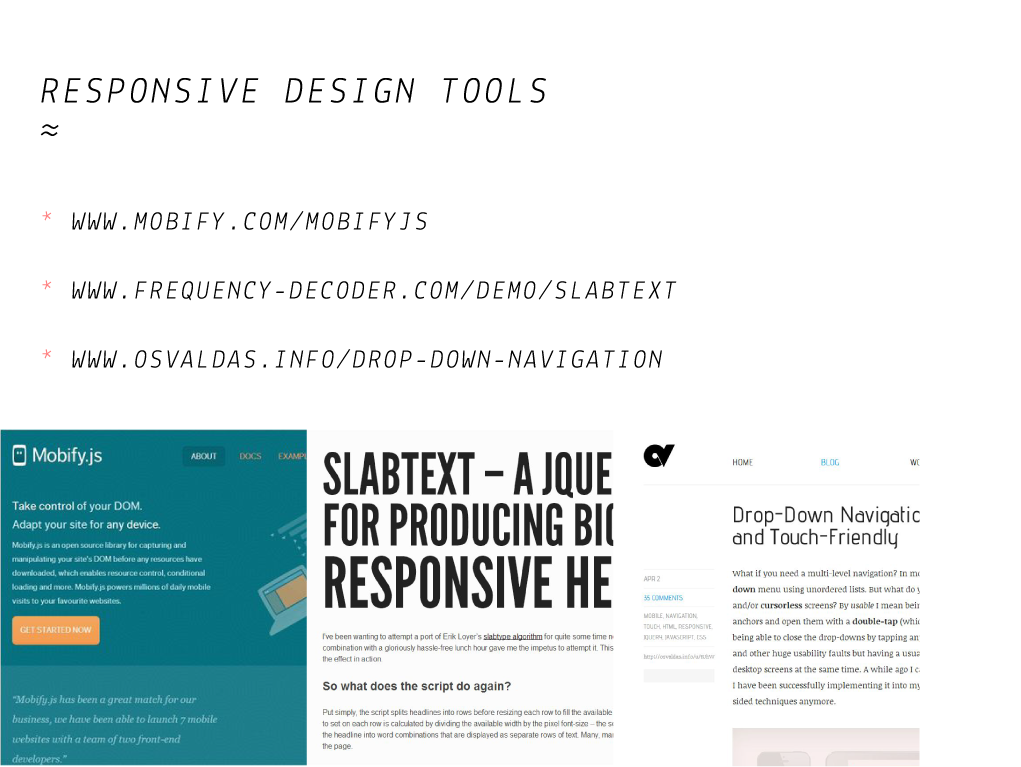 RESPONSIVE DESIGN TOOLS
≈
* WWW.MOBIFY.COM/MOBIFYJS
* WWW.FREQUENCY-DECODER.COM/DEMO/SLABTEXT
* WWW.OSVALDAS.INFO/DROP-DOWN-NAVIGATION
Mobify.js
ABOUT DOCS
Take control of your DOM.
Adapt your site for any device.
Mobify.js is an open source library for capturing and
manipulating your site's DOM before any resources have
downloaded, which enables resource control, conditional
loading and more. Mobify.js powers millions of daily mobile
visits to your favourite websites.
GET STARTED NOW
"Mobify.js has been a great match for our
business, we have been able to launch 7 mobile
websites with a team of two front-end
developers."
SLABTEXT – A JQUE
FOR PRODUCING BIG
RESPONSIVE HE
I've been wanting to attempt a port of Erik Loyer's slabtype algorithm for quite some time
combination with a gloriously hassle-free lunch hour gave me the impetus to attempt it. This
the effect in action
So what does the script do again?
Put simply, the script splits headlines into rows before resizing each row to fill the available
to set on each row is calculated by dividing the available width by the pixel font-size – the
the headline into word combinations that are displayed as separate rows of text. Many,
the page.
HOME BLOG
Drop-Down Navigatio
and Touch-Friendly
APR 2
35 COMMENTS
MOBILE, NAVIGATION,
TOUCH, HTML, RESPONSIVE,
JQUERY, JAVASCRIPT, CSS
What if you need a multi-level navigation? In
down menu using unordered lists. But what do
and/or cursorless screens? By usable I mean
anchors and open them with a double-tap
being able to close the drop-downs by tapping
and other huge usability faults but having a
desktop screens at the same time. A while ago I
I have been successfully implementing it into
sided techniques anymore.